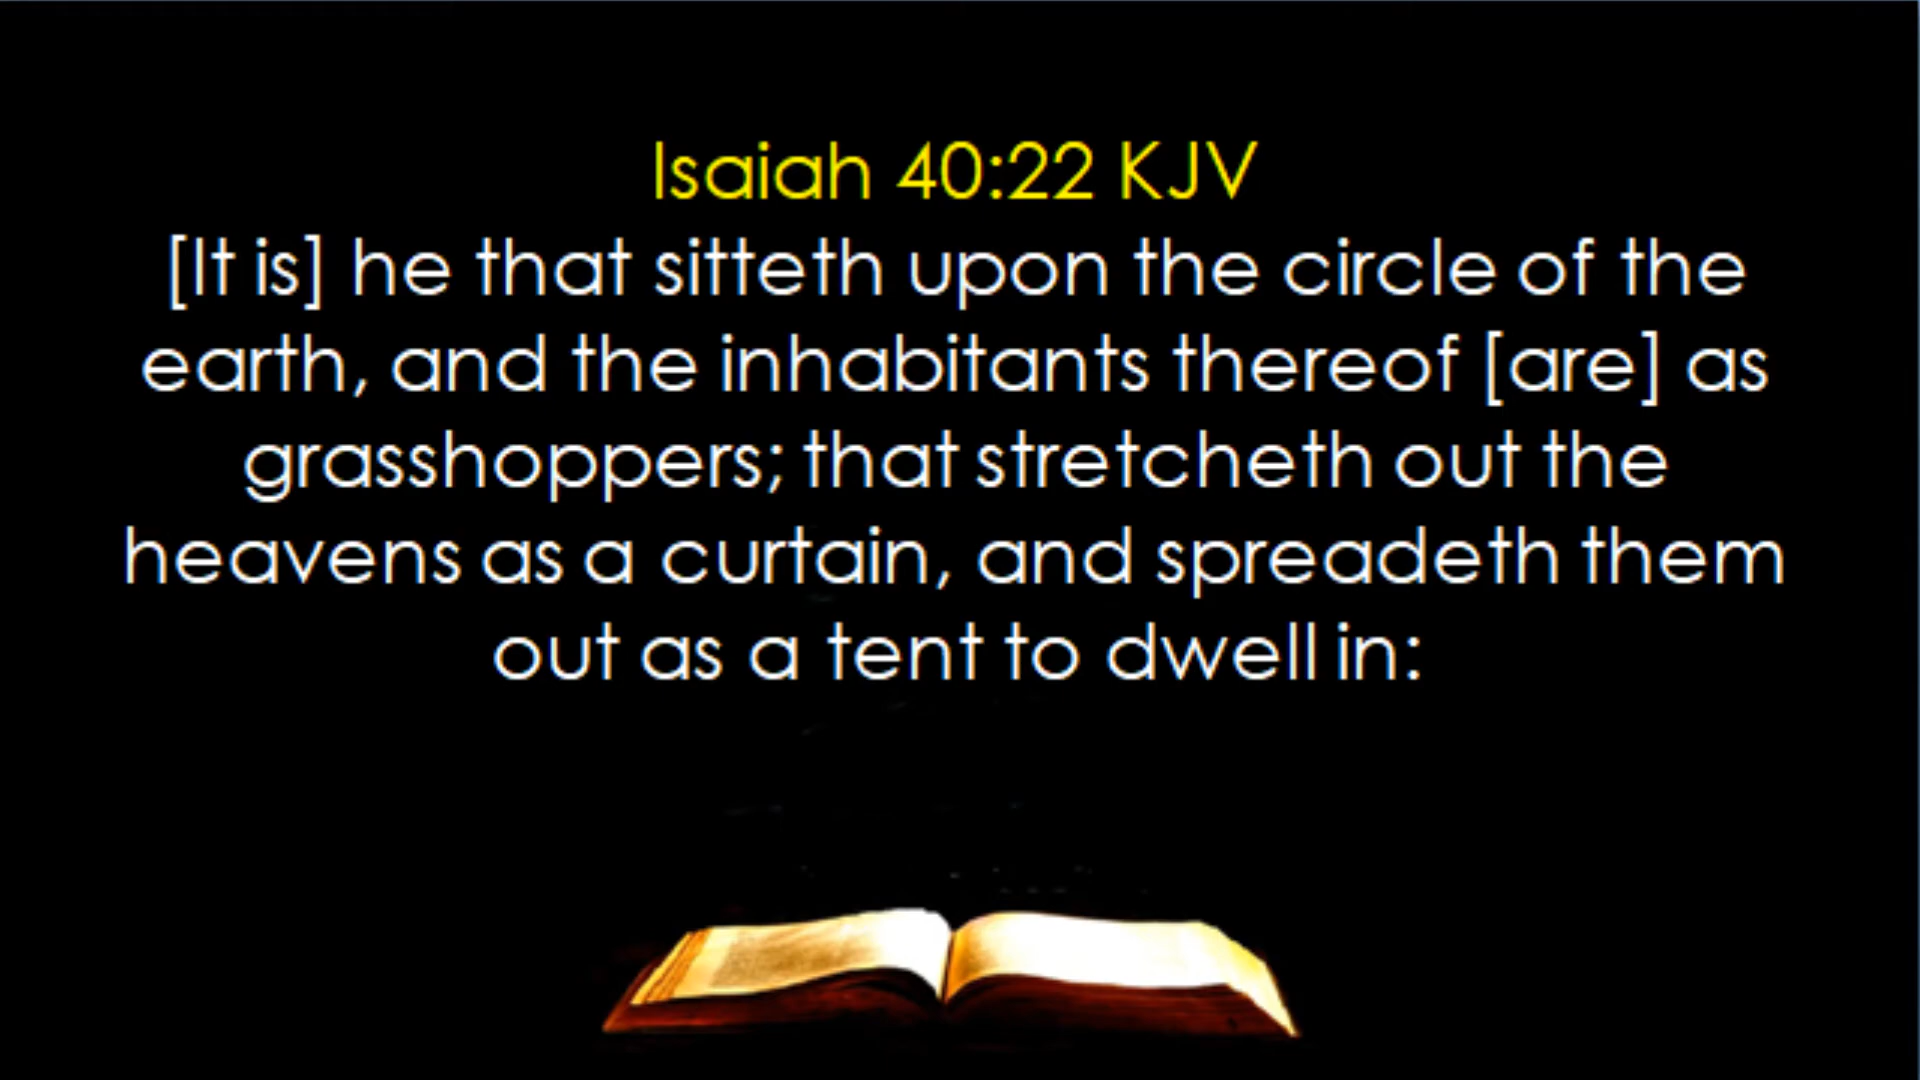 Isaiah 40:22 KJV
[It is] he that sitteth upon the circle of the
earth, and the inhabitants thereof [are] as
grasshoppers; that stretcheth out the
heavens as a curtain, and spreadeth them
out as a tent to dwell in: